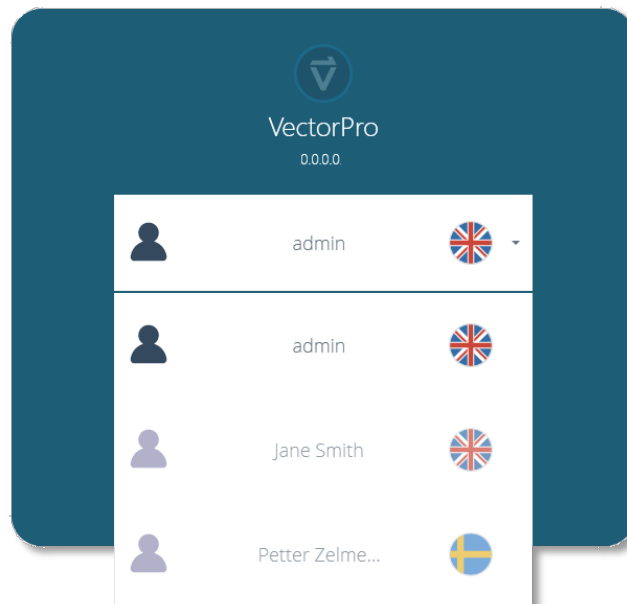 VectorPro
0.0.0.0.
admin
admin
Jane Smith
Petter Zelme...